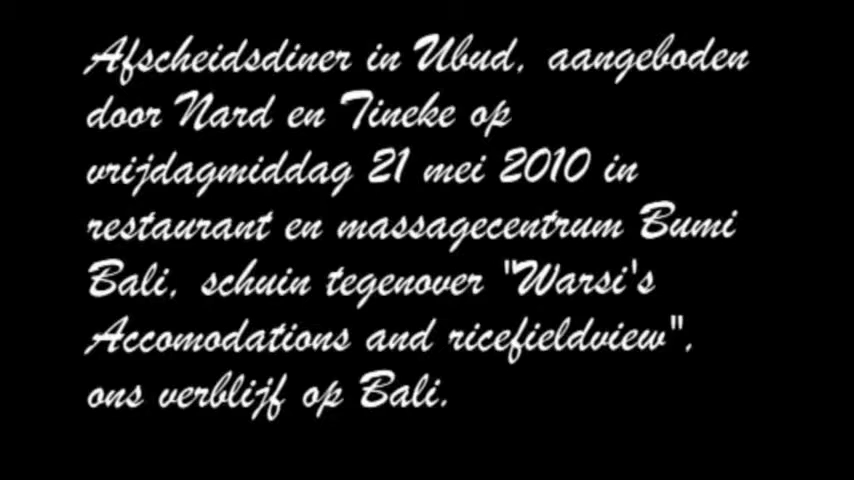 Afscheidsdiner in Ubud, aangeboden
door Nard en Tineke op
vrijdagmiddag 21 mei 2010 in
restaurant en massagecentrum Bumi
Bali, schuin tegenover "Warsi's
Accomodations and ricefieldview",
ons verblijf op Bali.